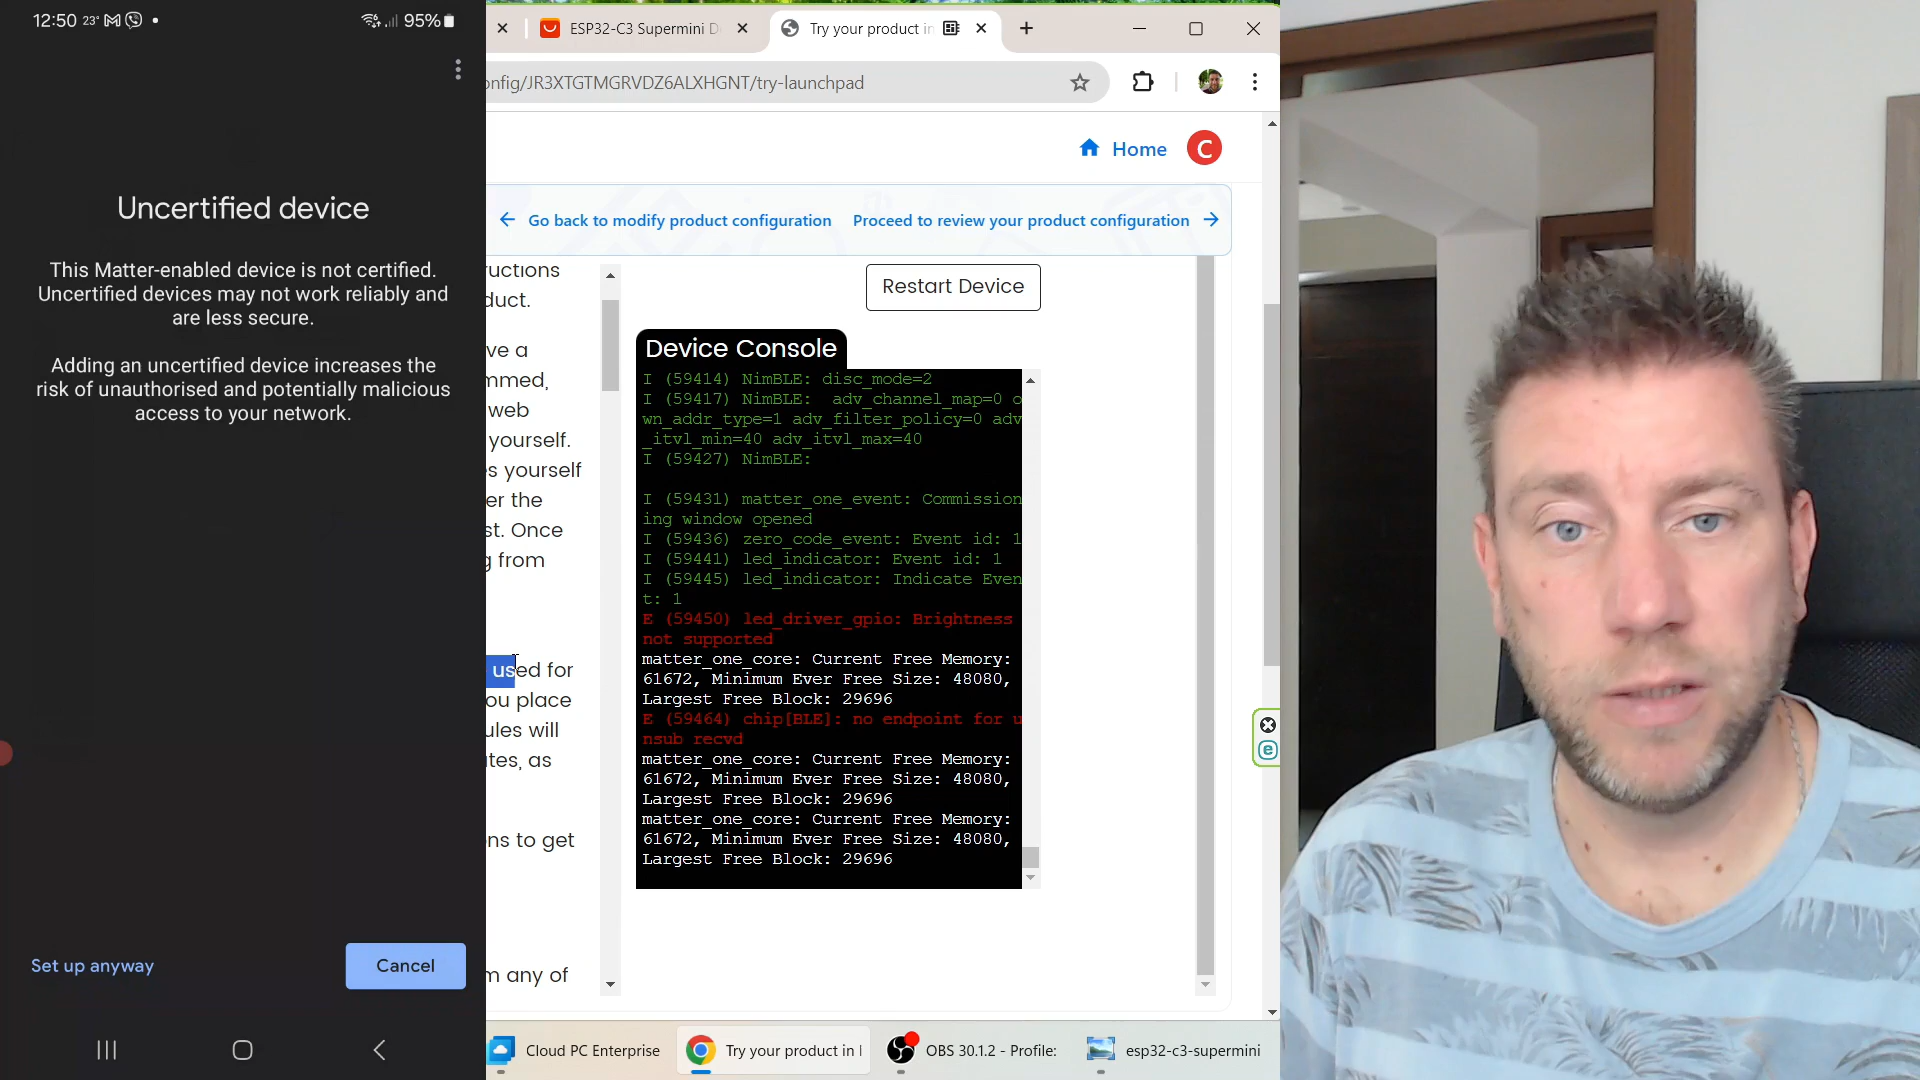 12:50 23°
95%
Uncertified device
This Matter-enabled device is not certified.
Uncertified devices may not work reliably and
are less secure.
Adding an uncertified device increases the
risk of unauthorised and potentially malicious
access to your network.
Set up anyway
Cancel
ESP32-C3 Supermini D
Try your product in
onfig/JR3XTGTMGRVDZ6ALXHGNT/try-launchpad
Home
C
Go back to modify product configuration
Proceed to review your product configuration
ructions
duct.
ve a
mmed,
web
yourself.
s yourself
er the
st. Once
g from
used for
ou place
ules will
ates, as
ns to get
m any of
Restart Device
Device Console
I (59414) NimBLE: disc_mode=2
I (59417) NimBLE:  adv_channel_map=0 o
wn_addr_type=1 adv_filter_policy=0 adv
_itvl_min=40 adv_itvl_max=40
I (59427) NimBLE:
I (59431) matter_one_event: Commission
ing window opened
I (59436) zero_code_event: Event id: 1
I (59441) led_indicator: Event id: 1
I (59445) led_indicator: Indicate Even
t: 1
E (59450) led_driver_gpio: Brightness
not supported
matter_one_core: Current Free Memory:
61672, Minimum Ever Free Size: 48080,
Largest Free Block: 29696
E (59464) chip[BLE]: no endpoint for u
nsub recvd
matter_one_core: Current Free Memory:
61672, Minimum Ever Free Size: 48080,
Largest Free Block: 29696
matter_one_core: Current Free Memory:
61672, Minimum Ever Free Size: 48080,
Largest Free Block: 29696
e
Cloud PC Enterprise
Try your product in l
OBS 30.1.2 - Profile:
esp32-c3-supermini